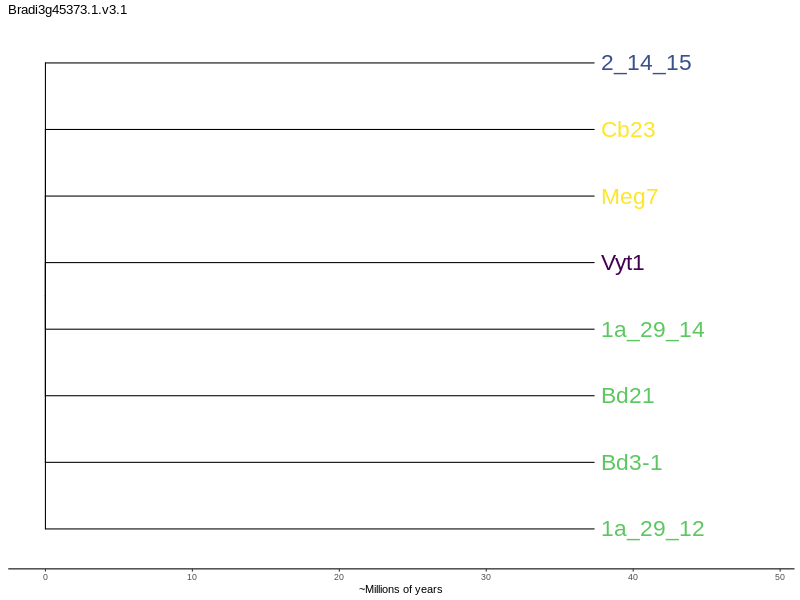 Bradi3g45373.1.v3.1
2_14_15
Cb23
Meg7
Vyt1
1a_29_14
Bd21
Bd3-1
1a_29_12
0 10 20 30 40 50
~Millions of years